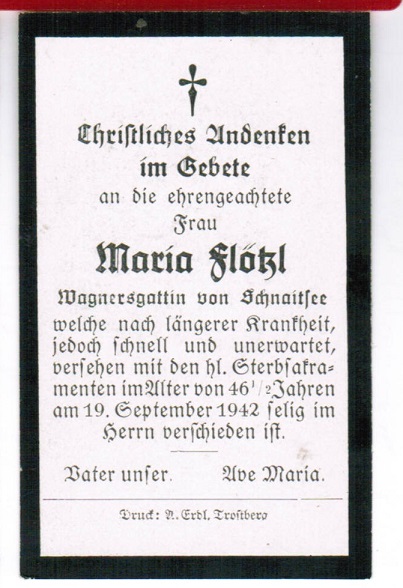 Christliches Andenken
im Gebete
an die ehrengeachtete
Frau
Maria Flötzl
Wagnersgattin von Schnaitsee
welche nach längerer Krankheit,
jedoch schnell und unerwartet,
versehen mit den hl. Sterbsakra-
menten im Alter von 46 1/2 Jahren
am 19. September 1942 selig im
Herrn verschieden ist.
Vater unser. Ave Maria.
Druck: A. Erdl, Trostberg